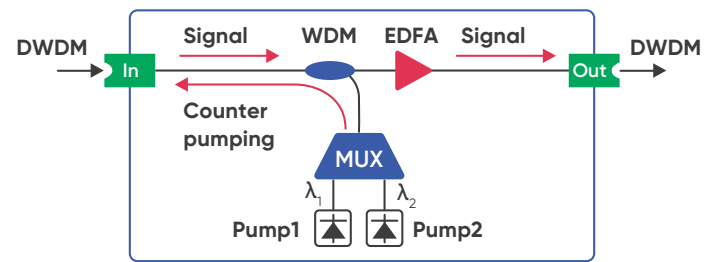 DWDM
Signal
WDM
EDFA
Signal
DWDM
In
Out
Counter
pumping
MUX
λ1
λ2
Pump1
Pump2